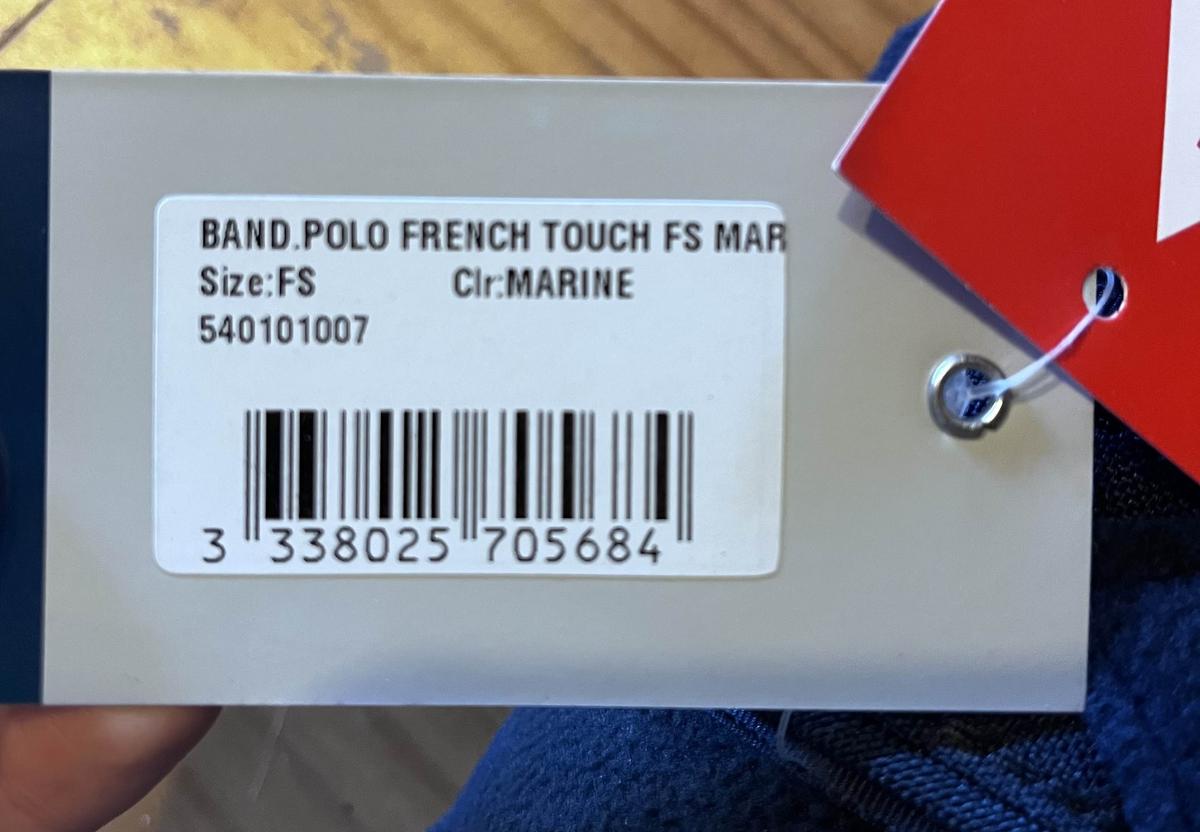 BAND.POLO FRENCH TOUCH FS MAR
Size:FS Clr:MARINE
540101007
3 338025 705684